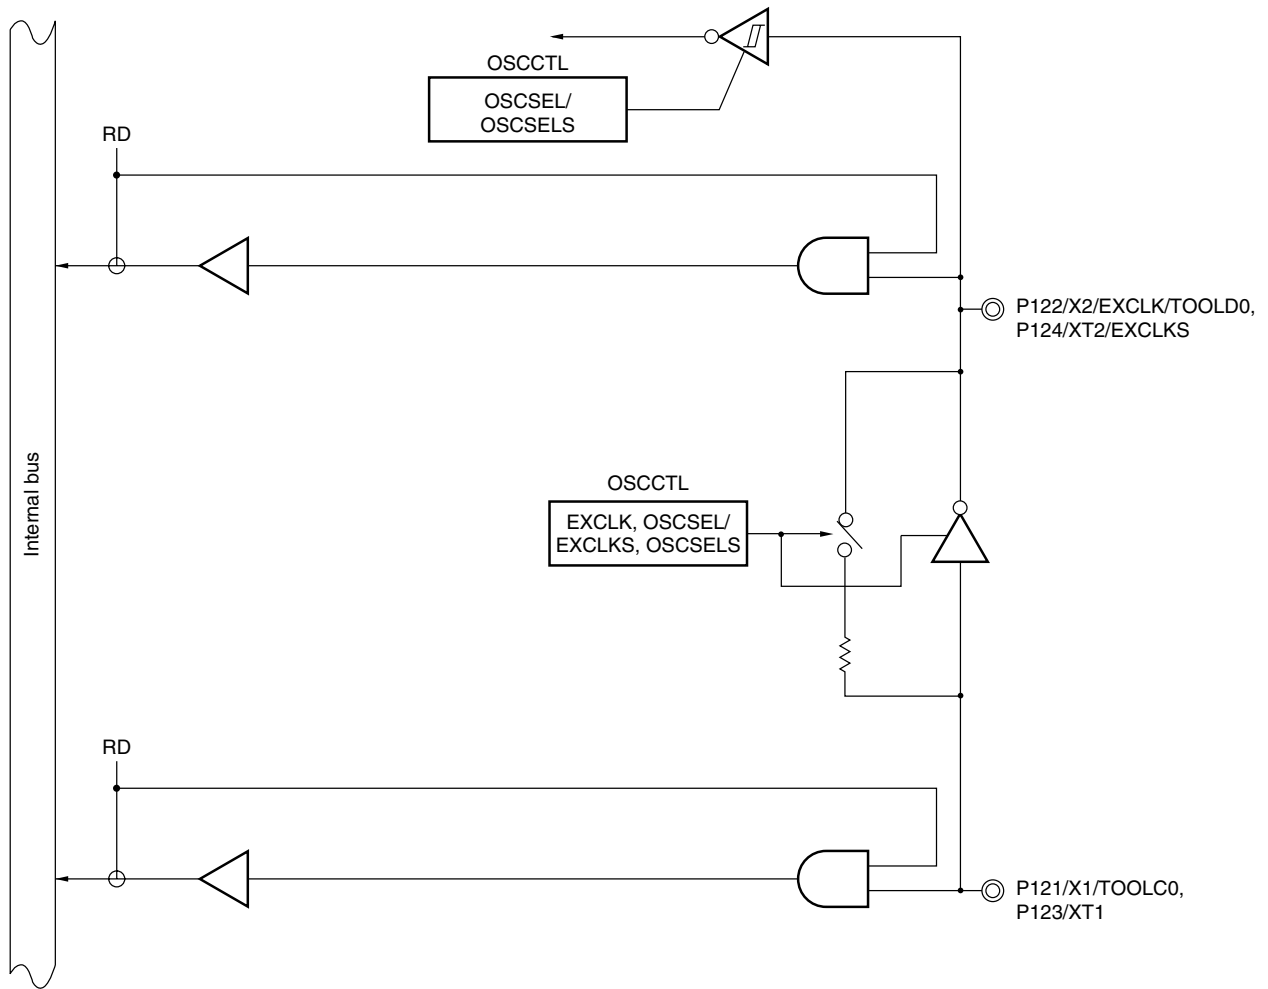 OSCCTL
OSCSEL/
OSCSELS
RD
P122/X2/EXCLK/TOOLD0,
P124/XT2/EXCLKS
Internal bus
OSCCTL
EXCLK, OSCSEL/
EXCLKS, OSCSELS
RD
P121/X1/TOOLC0,
P123/XT1